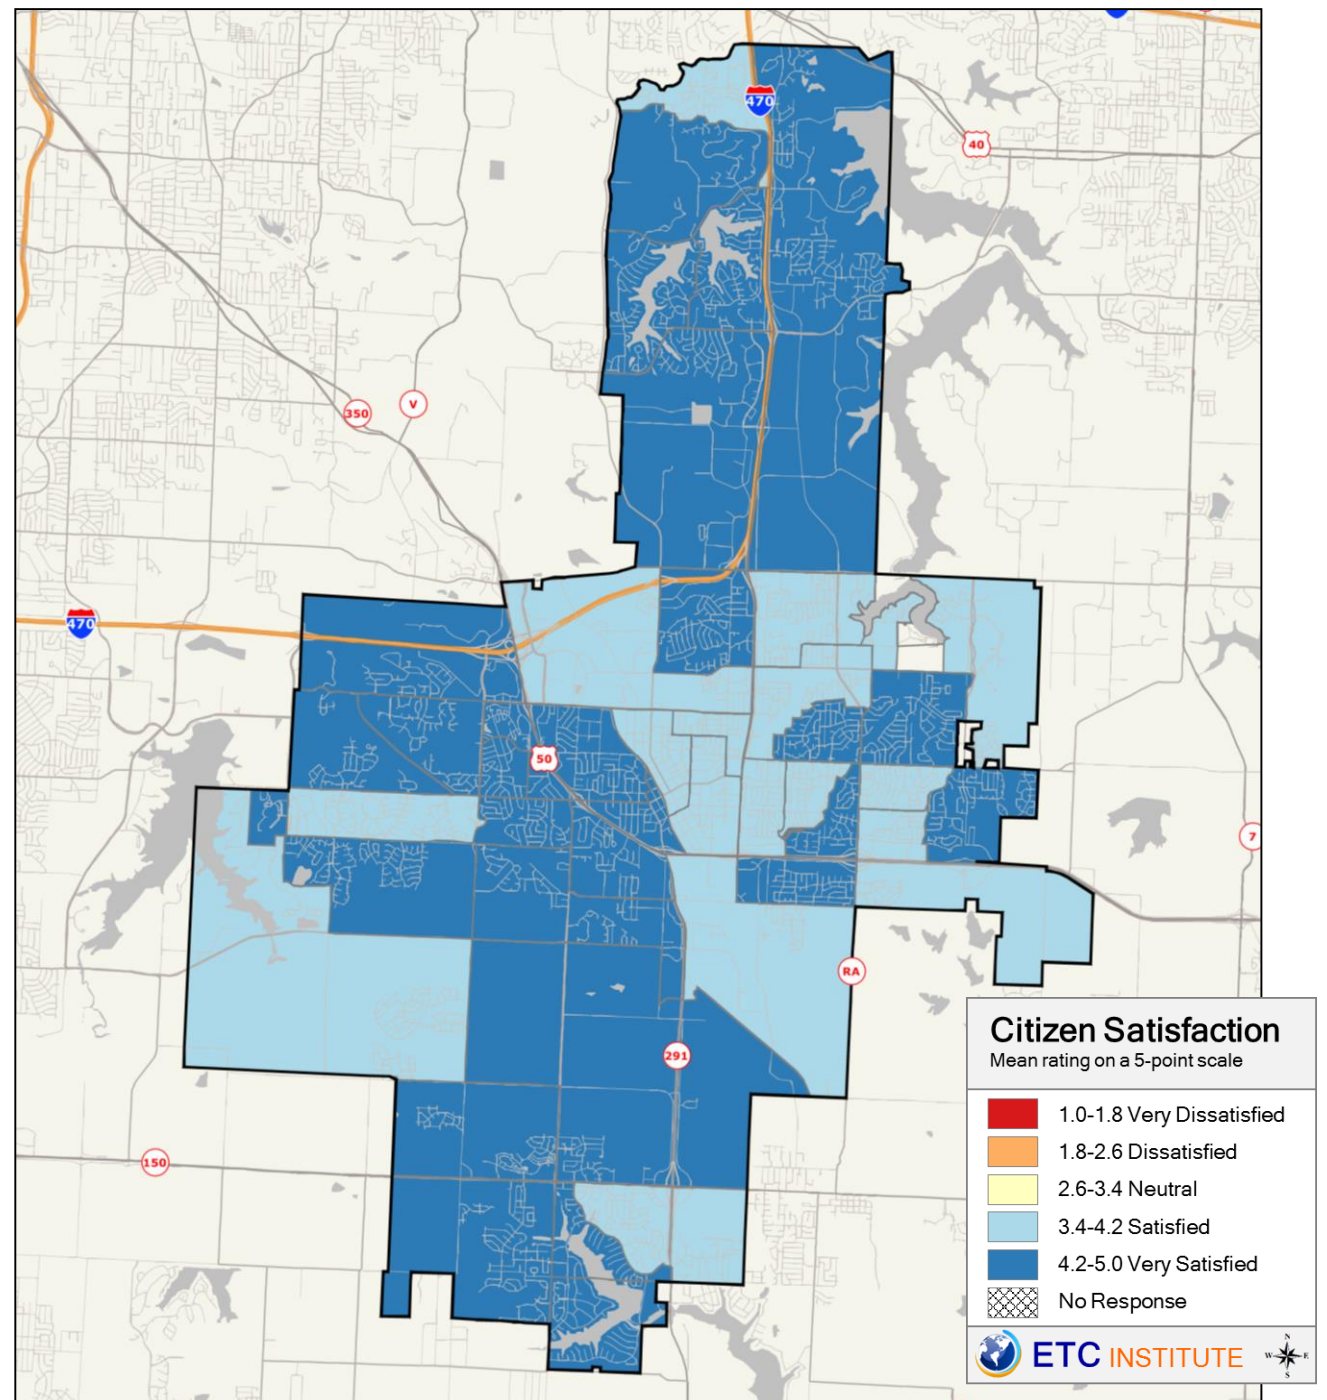 470
40
350
V
470
50
7
RA
291
150
Citizen Satisfaction
Mean rating on a 5-point scale
1.0-1.8 Very Dissatisfied
1.8-2.6 Dissatisfied
2.6-3.4 Neutral
3.4-4.2 Satisfied
4.2-5.0 Very Satisfied
No Response
ETC INSTITUTE
N
W E
S